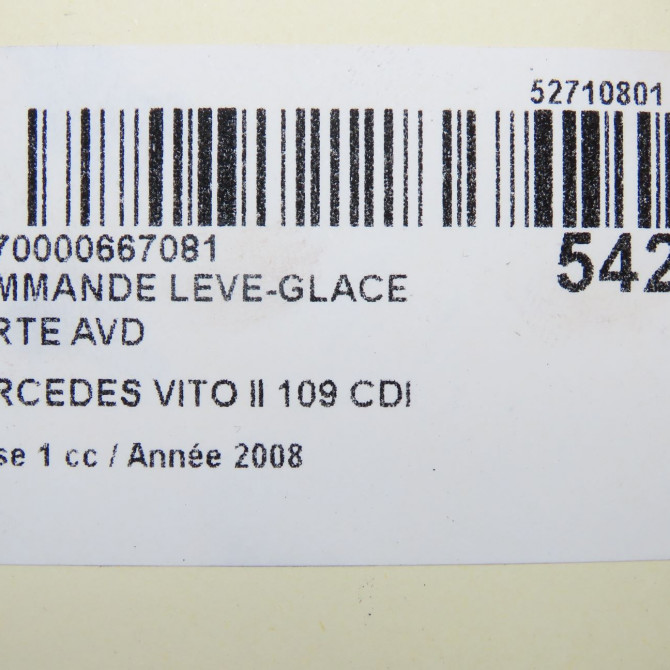 52710801
70000667081
542
MMANDE LEVE-GLACE
RTE AVD
RCEDES VITO II 109 CDI
se 1 cc / Année 2008